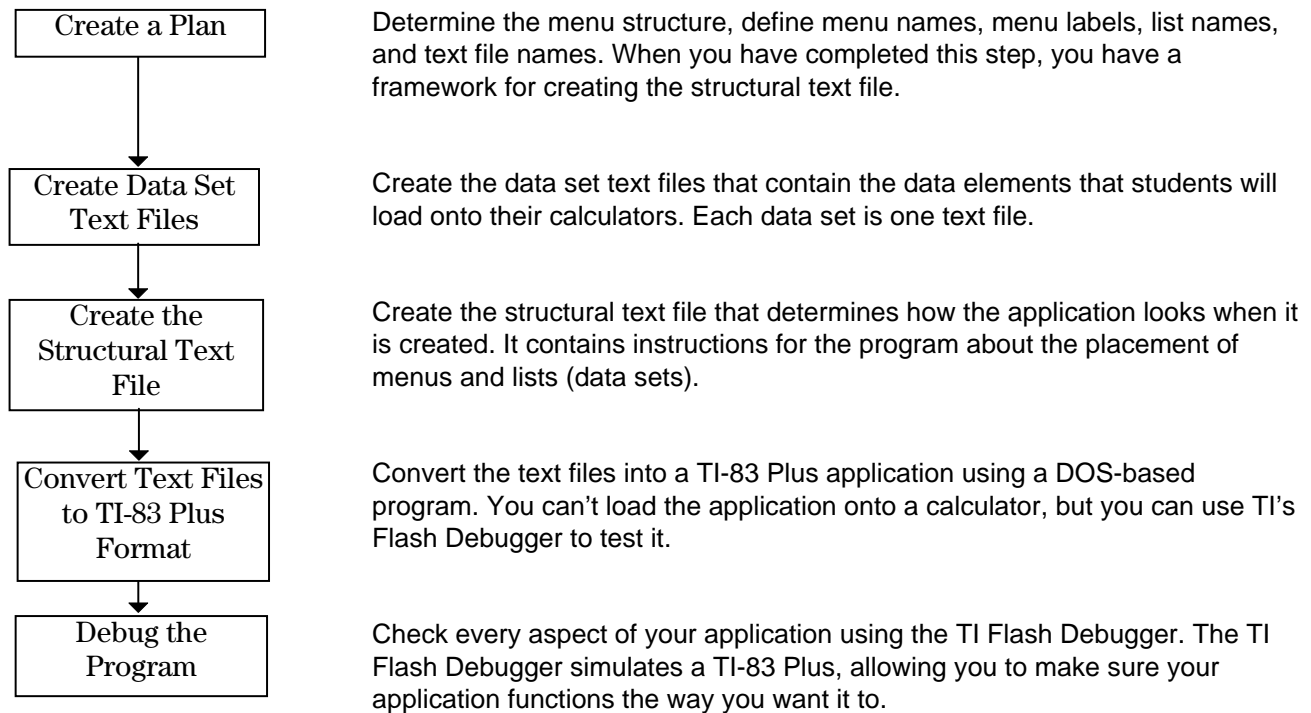 Create a Plan
Determine the menu structure, define menu names, menu labels, list names,
and text file names. When you have completed this step, you have a
framework for creating the structural text file.
Create Data Set
Text Files
Create the data set text files that contain the data elements that students will
load onto their calculators. Each data set is one text file.
Create the
Structural Text
File
Create the structural text file that determines how the application looks when it
is created. It contains instructions for the program about the placement of
menus and lists (data sets).
Convert Text Files
to TI-83 Plus
Format
Convert the text files into a TI-83 Plus application using a DOS-based
program. You can’t load the application onto a calculator, but you can use TI’s
Flash Debugger to test it.
Debug the
Program
Check every aspect of your application using the TI Flash Debugger. The TI
Flash Debugger simulates a TI-83 Plus, allowing you to make sure your
application functions the way you want it to.